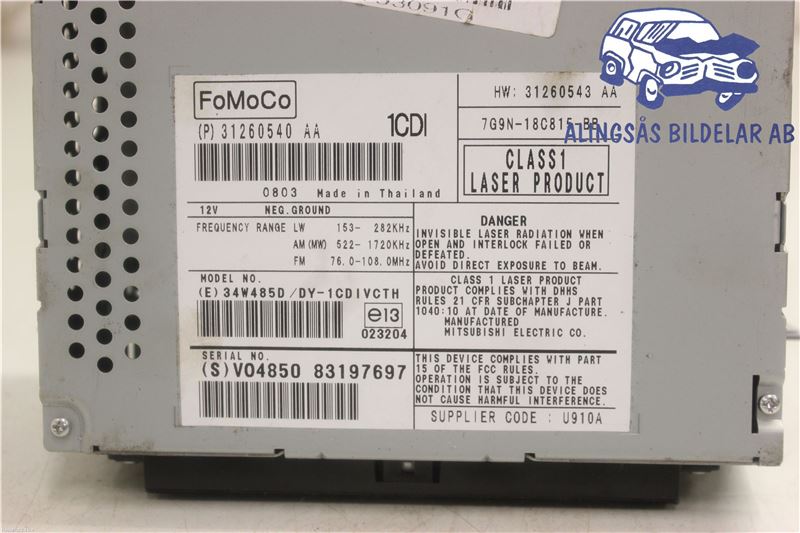 FoMoCo
(P) 31260540 AA
1CDI
0803 Made in Thailand
HW: 31260543 AA
7G9N-18C815-BB
ALINGSÅS BILDELAR AB
CLASS1
LASER PRODUCT
12V NEG.GROUND
FREQUENCY RANGE LW 153- 282KHz
AM(MW) 522-1720KHz
FM 76.0-108.0MHz
DANGER
INVISIBLE LASER RADIATION WHEN
OPEN AND INTERLOCK FAILED OR
DEFEATED.
AVOID DIRECT EXPOSURE TO BEAM.
MODEL NO.
(E) 34W485D/DY-1CDIVCTH
e13
023204
CLASS 1 LASER PRODUCT
PRODUCT COMPLIES WITH DHHS
RULES 21 CFR SUBCHAPTER J PART
1040:10 AT DATE OF MANUFACTURE.
MANUFACTURED
MITSUBISHI ELECTRIC CO.
SERIAL NO.
(S)V04850 83197697
THIS DEVICE COMPLIES WITH PART
15 OF THE FCC RULES.
OPERATION IS SUBJECT TO THE
CONDITION THAT THIS DEVICE DOES
NOT CAUSE HARMFUL INTERFERENCE.
SUPPLIER CODE : U910A